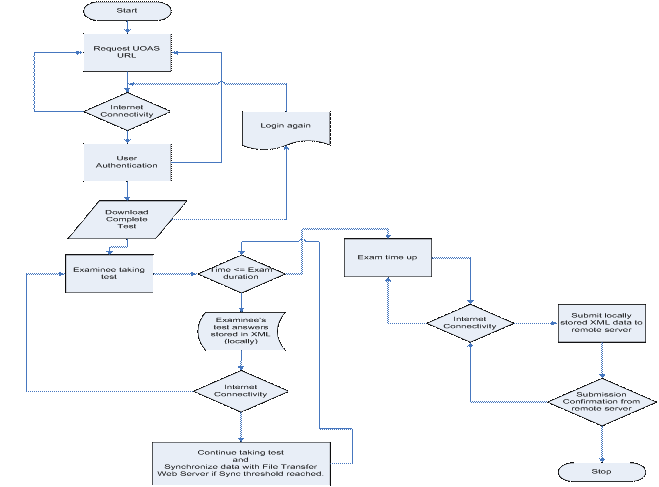 Start
Request UOAS
URL
Internet
Connectivity
Login again
User
Authentication
Download
Complete
Test
Examinee taking
test
Time <= Exam
duration
Exam time up
Examinee's
test answers
stored in XML
(locally)
Internet
Connectivity
Submit locally
stored XML data to
remote server
Internet
Connectivity
Submission
Confirmation from
remote server
Continue taking test
and
Synchronize data with File Transfer
Web Server if Sync threshold reached.
Stop